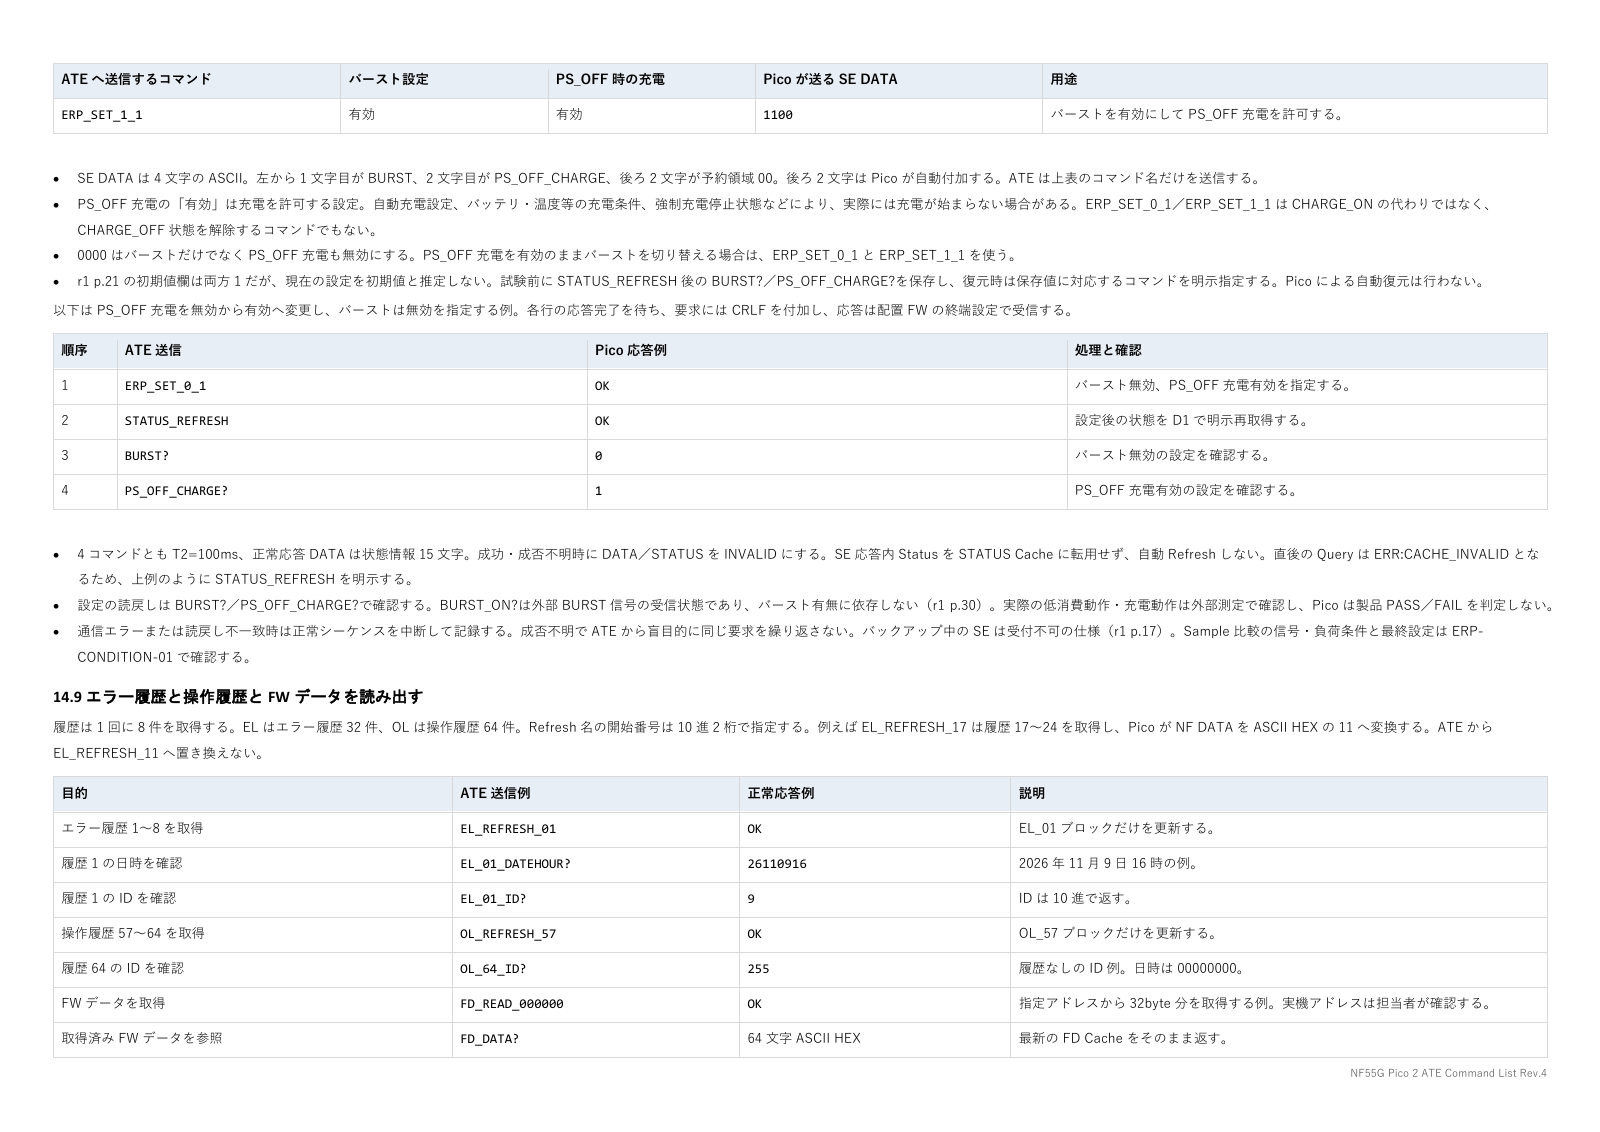 ATE へ送信するコマンド バースト設定 PS_OFF 時の充電 Pico が送る SE DATA 用途
ERP_SET_1_1 有効 有効 1100 バーストを有効にして PS_OFF 充電を許可する。
• SE DATA は 4 文字の ASCII。左から 1 文字目が BURST、2 文字目が PS_OFF_CHARGE、後ろ 2 文字が予約領域 00。後ろ 2 文字は Pico が自動付加する。ATE は上表のコマンド名だけを送信する。
• PS_OFF 充電の「有効」は充電を許可する設定。自動充電設定、バッテリ・温度等の充電条件、強制充電停止状態などにより、実際には充電が始まらない場合がある。ERP_SET_0_1／ERP_SET_1_1 は CHARGE_ON の代わりではなく、
CHARGE_OFF 状態を解除するコマンドでもない。
• 0000 はバーストだけでなく PS_OFF 充電も無効にする。PS_OFF 充電を有効のままバーストを切り替える場合は、ERP_SET_0_1 と ERP_SET_1_1 を使う。
• r1 p.21 の初期値欄は両方 1 だが、現在の設定を初期値と推定しない。試験前に STATUS_REFRESH 後の BURST?／PS_OFF_CHARGE?を保存し、復元時は保存値に対応するコマンドを明示指定する。Pico による自動復元は行わない。
以下は PS_OFF 充電を無効から有効へ変更し、バーストは無効を指定する例。各行の応答完了を待ち、要求には CRLF を付加し、応答は配置 FW の終端設定で受信する。
順序 ATE 送信 Pico 応答例 処理と確認
1 ERP_SET_0_1 OK バースト無効、PS_OFF 充電有効を指定する。
2 STATUS_REFRESH OK 設定後の状態を D1 で明示再取得する。
3 BURST? 0 バースト無効の設定を確認する。
4 PS_OFF_CHARGE? 1 PS_OFF 充電有効の設定を確認する。
• 4 コマンドとも T2=100ms、正常応答 DATA は状態情報 15 文字。成功・成否不明時に DATA／STATUS を INVALID にする。SE 応答内 Status を STATUS Cache に転用せず、自動 Refresh しない。直後の Query は ERR:CACHE_INVALID とな
るため、上例のように STATUS_REFRESH を明示する。
• 設定の読戻しは BURST?／PS_OFF_CHARGE?で確認する。BURST_ON?は外部 BURST 信号の受信状態であり、バースト有無に依存しない（r1 p.30）。実際の低消費動作・充電動作は外部測定で確認し、Pico は製品 PASS／FAIL を判定しない。
• 通信エラーまたは読戻し不一致時は正常シーケンスを中断して記録する。成否不明で ATE から盲目的に同じ要求を繰り返さない。バックアップ中の SE は受付不可の仕様（r1 p.17）。Sample 比較の信号・負荷条件と最終設定は ERP-
CONDITION-01 で確認する。
14.9 エラー履歴と操作履歴と FW データを読み出す
履歴は 1 回に 8 件を取得する。EL はエラー履歴 32 件、OL は操作履歴 64 件。Refresh 名の開始番号は 10 進 2 桁で指定する。例えば EL_REFRESH_17 は履歴 17～24 を取得し、Pico が NF DATA を ASCII HEX の 11 へ変換する。ATE から
EL_REFRESH_11 へ置き換えない。
目的 ATE 送信例 正常応答例 説明
エラー履歴 1～8 を取得 EL_REFRESH_01 OK EL_01 ブロックだけを更新する。
履歴 1 の日時を確認 EL_01_DATEHOUR? 26110916 2026 年 11 月 9 日 16 時の例。
履歴 1 の ID を確認 EL_01_ID? 9 ID は 10 進で返す。
操作履歴 57～64 を取得 OL_REFRESH_57 OK OL_57 ブロックだけを更新する。
履歴 64 の ID を確認 OL_64_ID? 255 履歴なしの ID 例。日時は 00000000。
FW データを取得 FD_READ_000000 OK 指定アドレスから 32byte 分を取得する例。実機アドレスは担当者が確認する。
取得済み FW データを参照 FD_DATA? 64 文字 ASCII HEX 最新の FD Cache をそのまま返す。
NF55G Pico 2 ATE Command List Rev.4